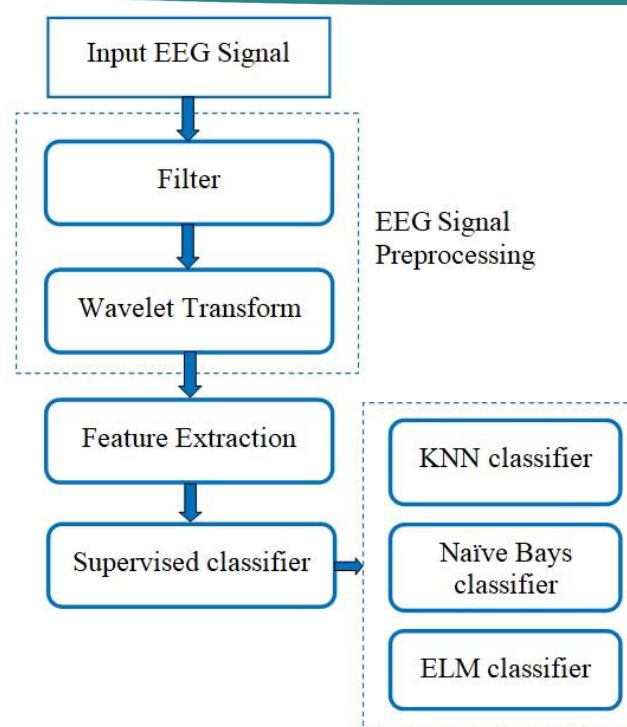 Input EEG Signal
Filter
EEG Signal
Preprocessing
Wavelet Transform
Feature Extraction
KNN classifier
Supervised classifier
Naïve Bays
classifier
ELM classifier